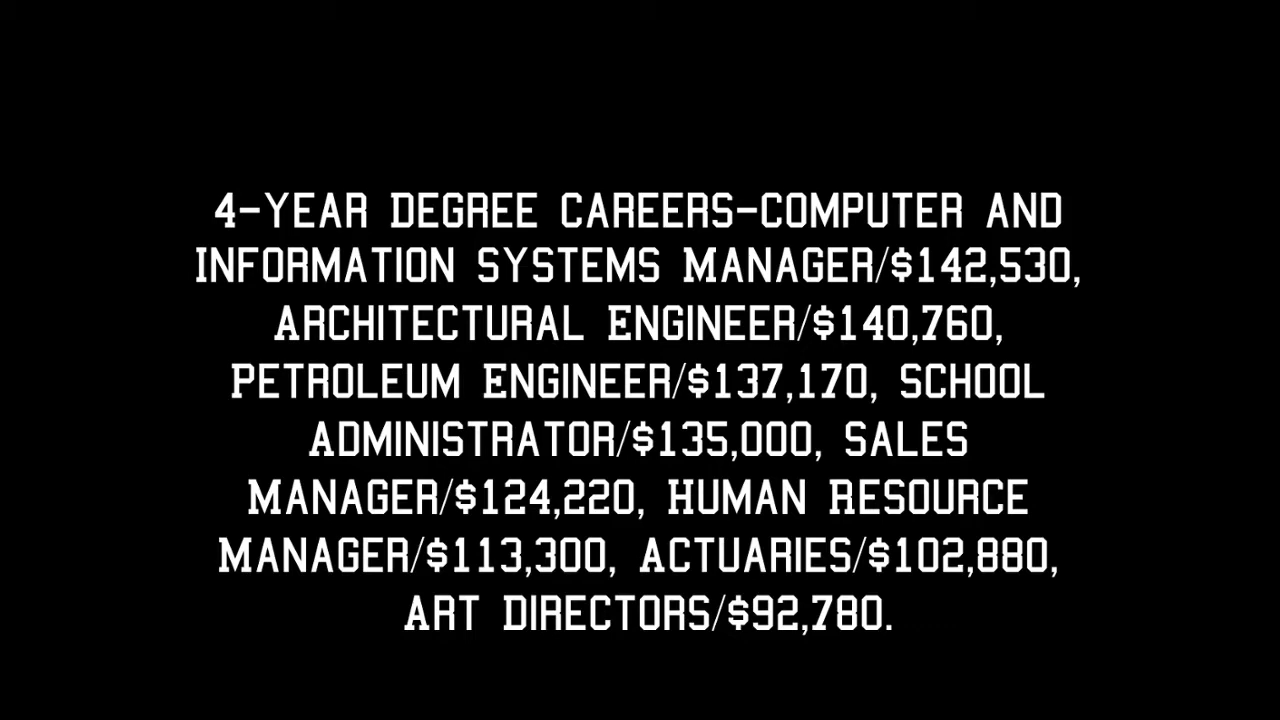 4-YEAR DEGREE CAREERS-COMPUTER AND
INFORMATION SYSTEMS MANAGER/$142,530,
ARCHITECTURAL ENGINEER/$140,760,
PETROLEUM ENGINEER/$137,170, SCHOOL
ADMINISTRATOR/$135,000, SALES
MANAGER/$124,220, HUMAN RESOURCE
MANAGER/$113,300, ACTUARIES/$102,880,
ART DIRECTORS/$92,780.